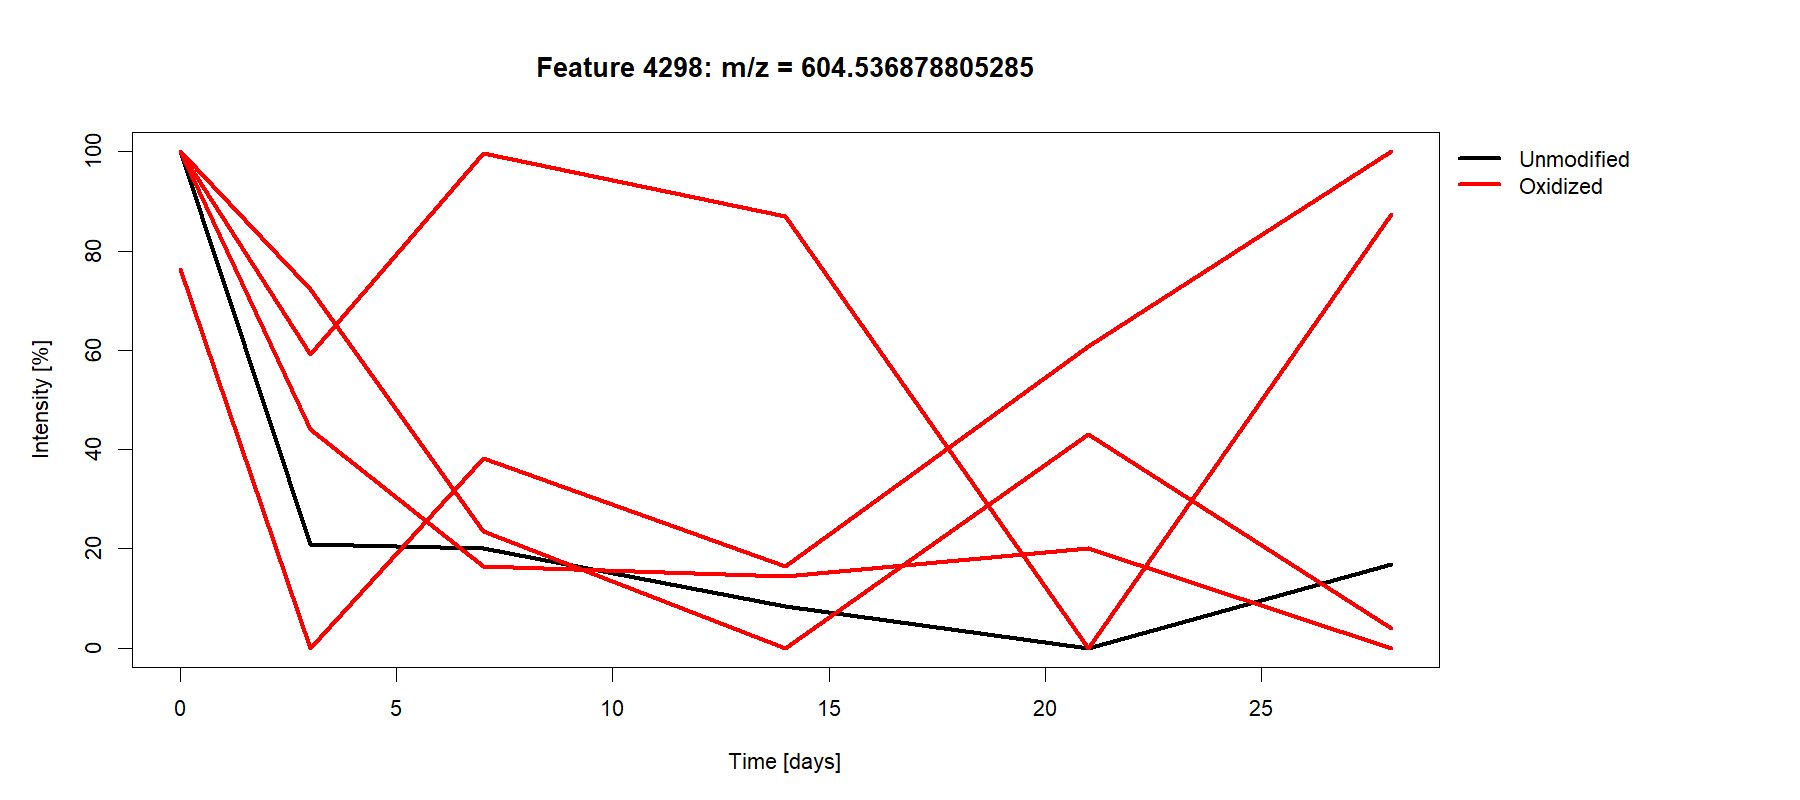 Feature 4298: m/z = 604.536878805285
Unmodified
Oxidized
Intensity [%]
100
80
60
40
20
0
0 5 10 15 20 25
Time [days]